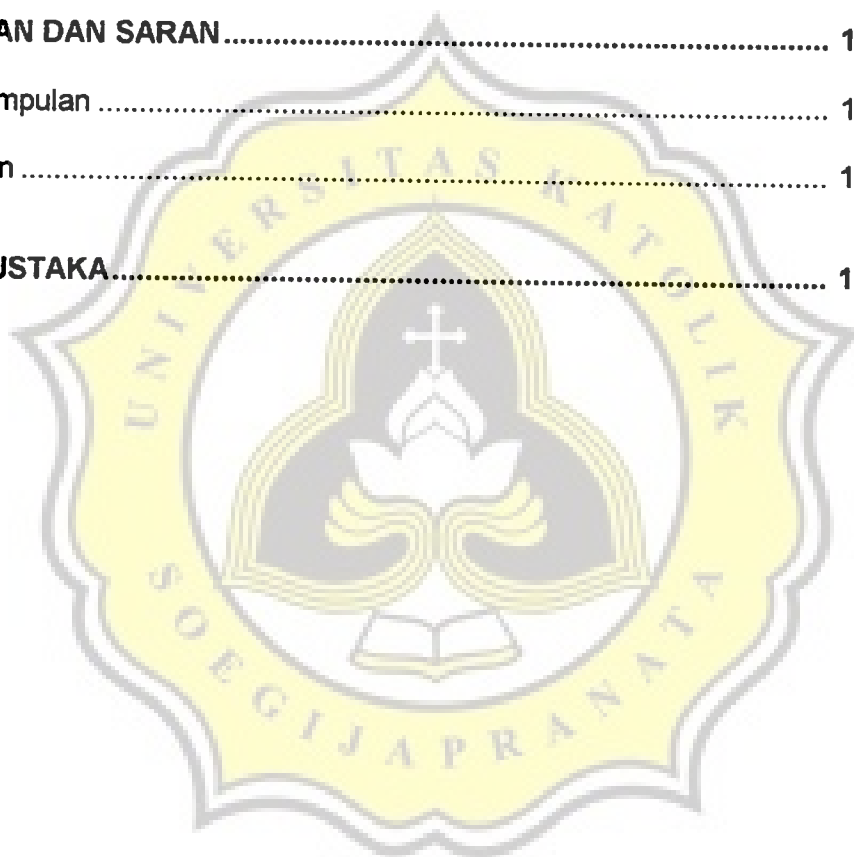 AN DAN SARAN........................................................................ 1
mpulan ........................................................................ 1
n ........................................................................ 1
USTAKA........................................................................ 1
UNIVERSITAS KATOLIK
SOEGIJAPRANATA